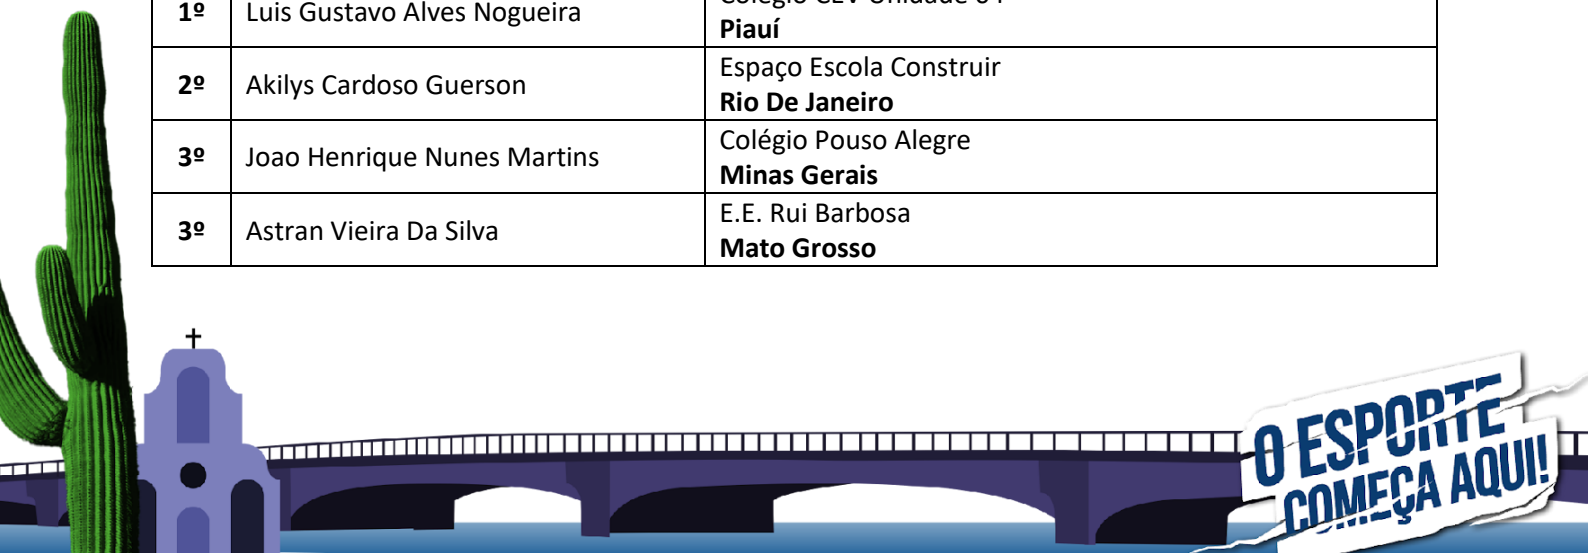 1º Luis Gustavo Alves Nogueira
Piauí
2º Akilys Cardoso Guerson
Espaço Escola Construir
Rio De Janeiro
3º Joao Henrique Nunes Martins
Colégio Pouso Alegre
Minas Gerais
3º Astran Vieira Da Silva
E.E. Rui Barbosa
Mato Grosso
O ESPORTE
COMEÇA AQUI!